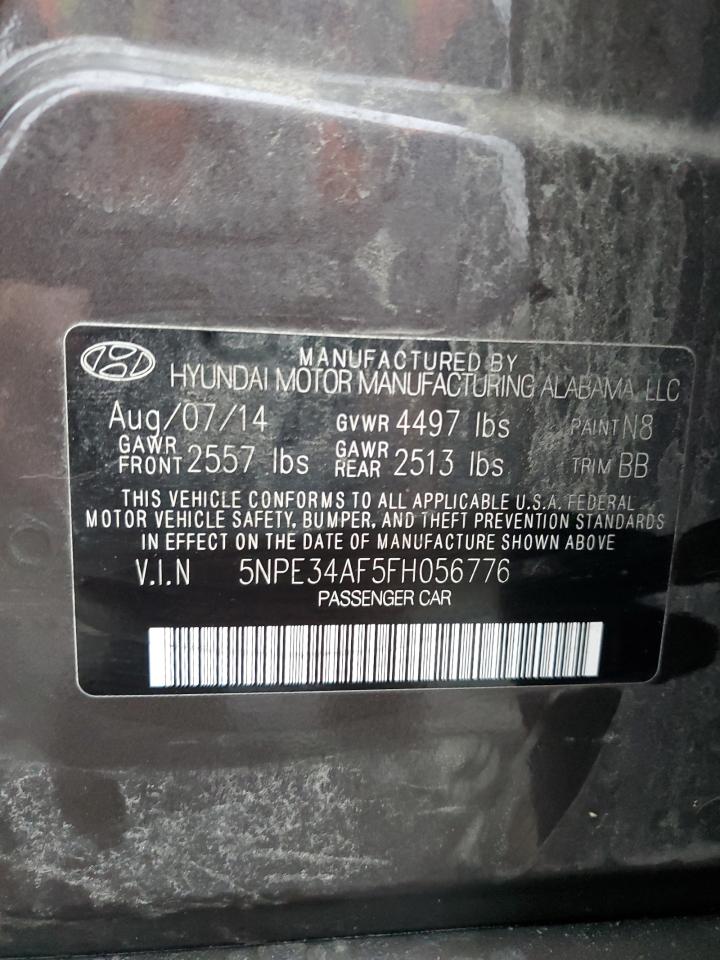 MANUFACTURED BY
HYUNDAI MOTOR MANUFACTURING ALABAMA, LLC
Aug/07/14 GVWR 4497 lbs PAINT N8
GAWR FRONT 2557 lbs GAWR REAR 2513 lbs TRIM BB
THIS VEHICLE CONFORMS TO ALL APPLICABLE U.S.A. FEDERAL
MOTOR VEHICLE SAFETY, BUMPER, AND THEFT PREVENTION STANDARDS
IN EFFECT ON THE DATE OF MANUFACTURE SHOWN ABOVE
V.I.N 5NPE34AF5FH056776
PASSENGER CAR